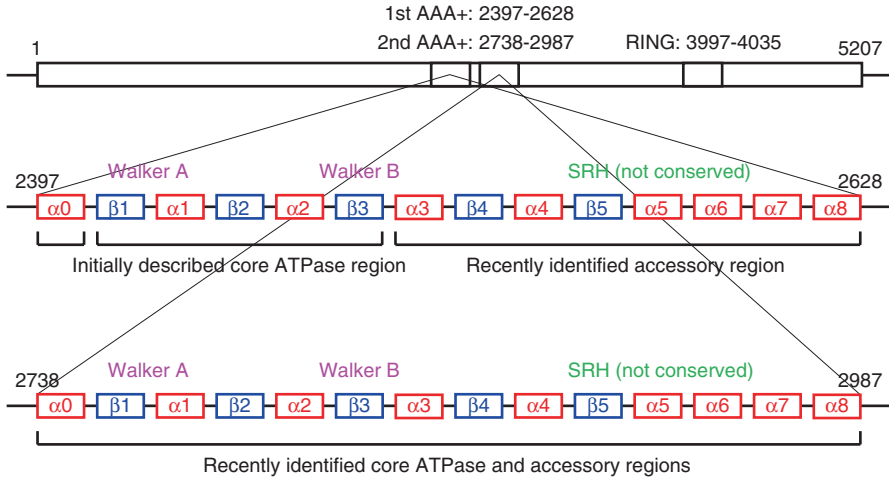 1st AAA+: 2397-2628
1 2nd AAA+: 2738-2987 RING: 3997-4035 5207
Walker A Walker B SRH (not conserved)
2397 2628
α0 β1 α1 β2 α2 β3 α3 β4 α4 β5 α5 α6 α7 α8
Initially described core ATPase region Recently identified accessory region
Walker A Walker B SRH (not conserved)
2738 2987
α0 β1 α1 β2 α2 β3 α3 β4 α4 β5 α5 α6 α7 α8
Recently identified core ATPase and accessory regions